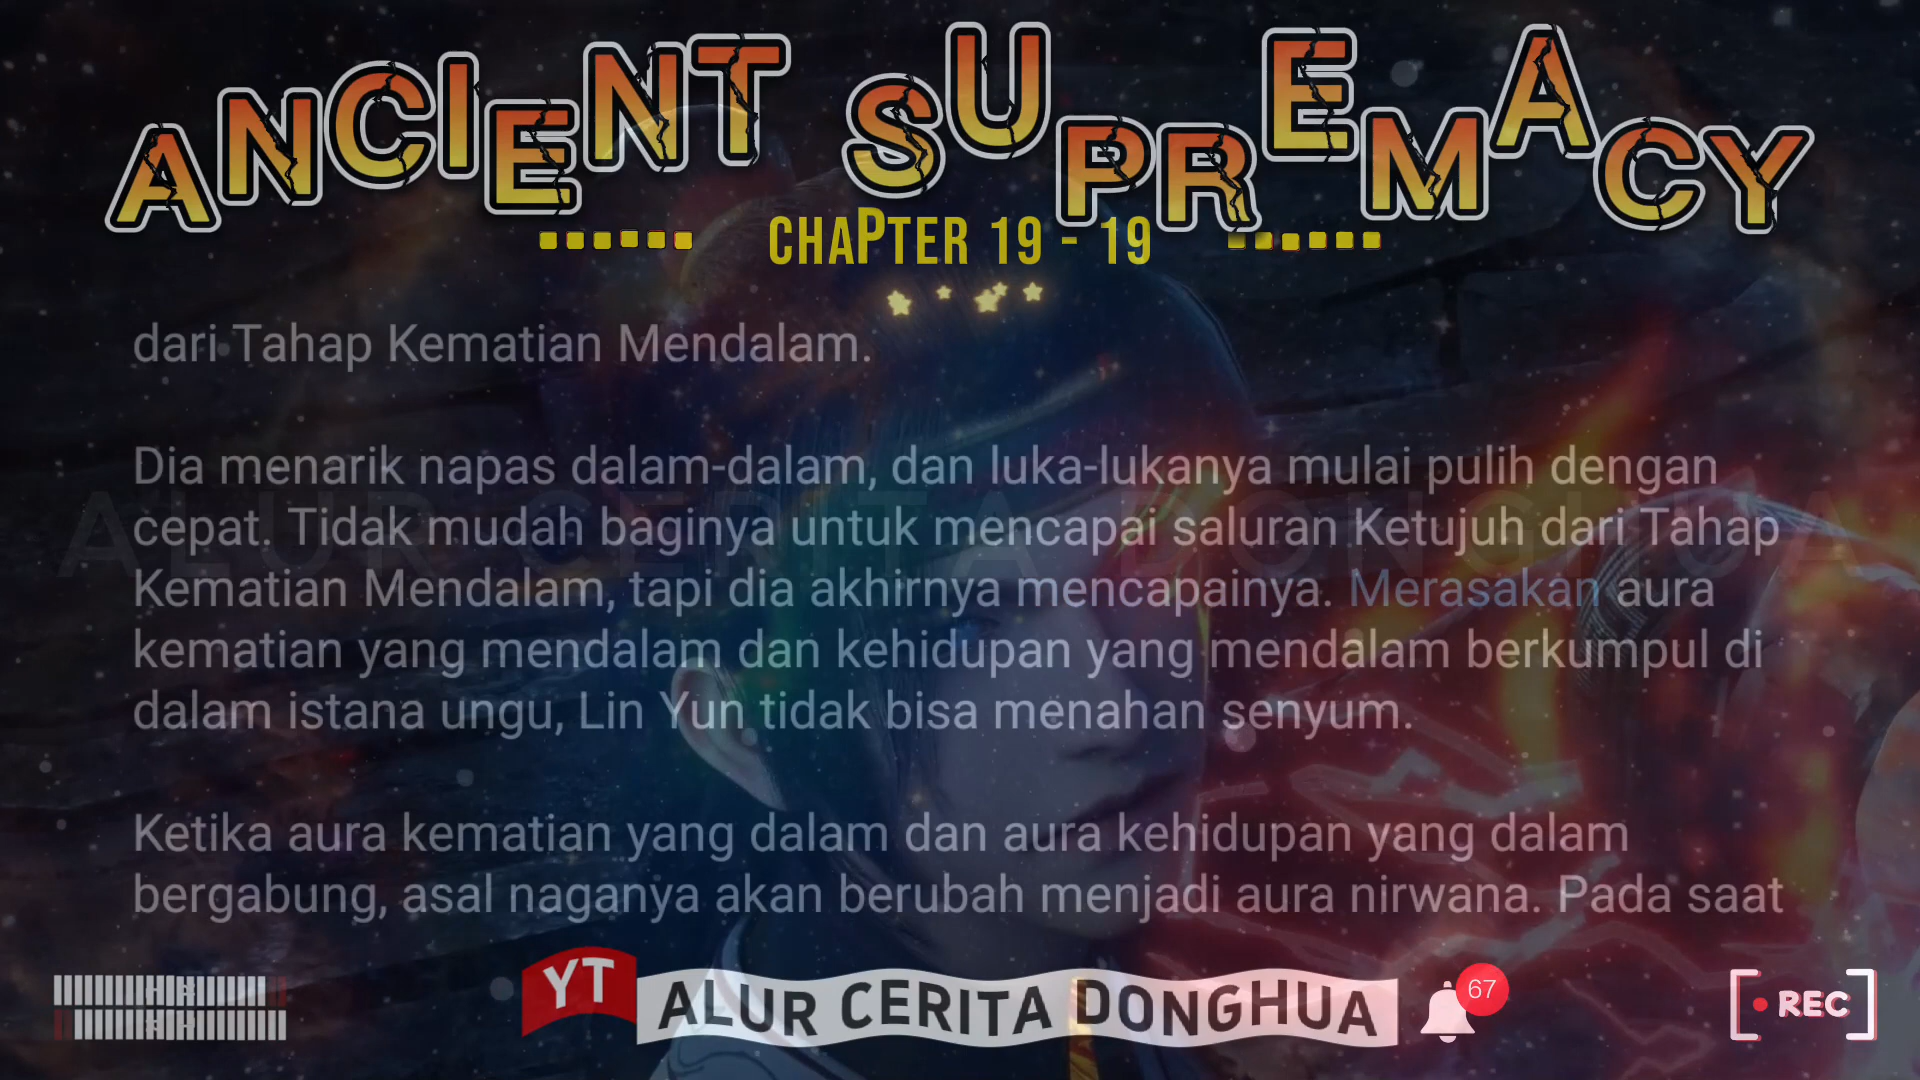 ANCIENT SUPREMACY
CHAPTER 19 - 19
dari Tahap Kematian Mendalam.
Dia menarik napas dalam-dalam, dan luka-lukanya mulai pulih dengan
cepat. Tidak mudah baginya untuk mencapai saluran Ketujuh dari Tahap
Kematian Mendalam, tapi dia akhirnya mencapainya. Merasakan aura
kematian yang mendalam dan kehidupan yang mendalam berkumpul di
dalam istana ungu, Lin Yun tidak bisa menahan senyum.
ALUR CERITA DONGHUA
Ketika aura kematian yang dalam dan aura kehidupan yang dalam
bergabung, asal naganya akan berubah menjadi aura nirwana. Pada saat
YT ALUR CERITA DONGHUA
67
REC